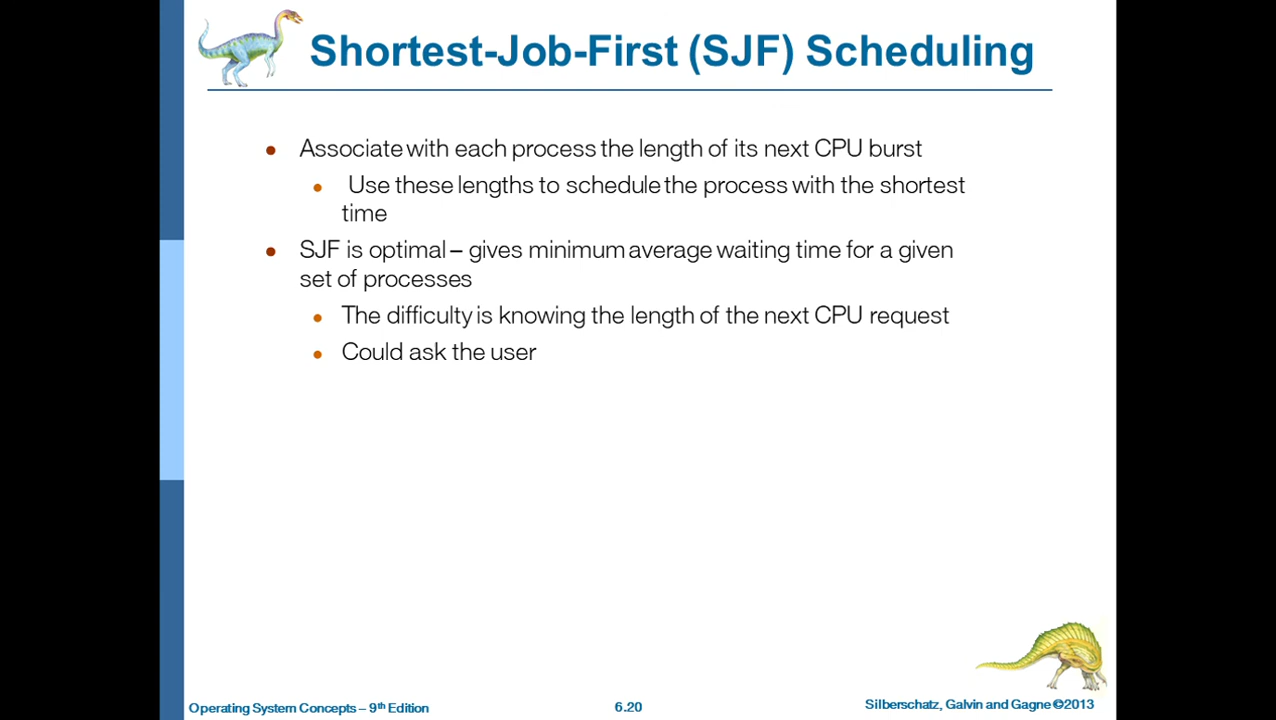 Shortest-Job-First (SJF) Scheduling
● Associate with each process the length of its next CPU burst
● Use these lengths to schedule the process with the shortest
time
● SJF is optimal – gives minimum average waiting time for a given
set of processes
● The difficulty is knowing the length of the next CPU request
● Could ask the user
Operating System Concepts – 9th Edition
6.20
Silberschatz, Galvin and Gagne ©2013